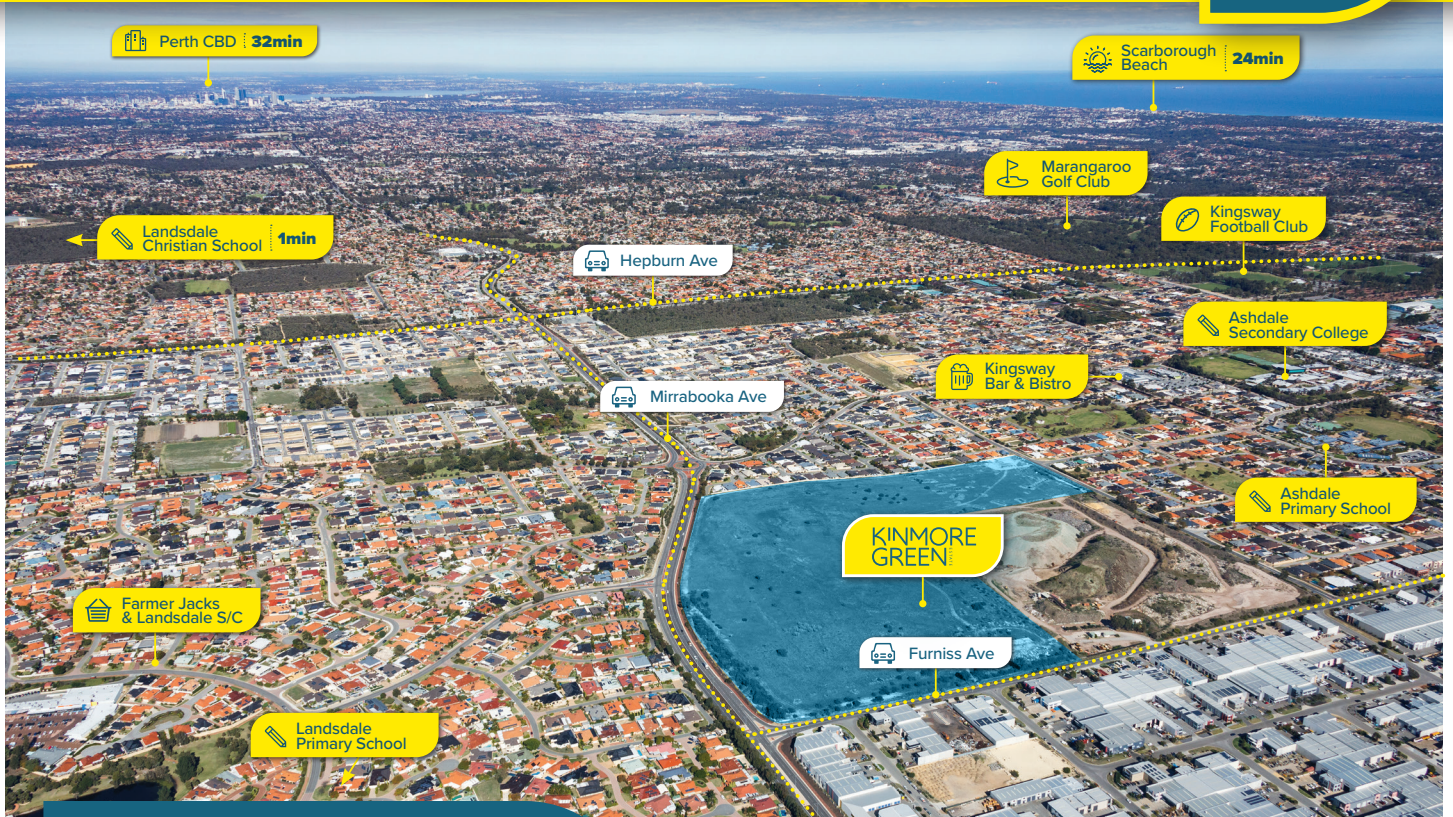 Perth CBD 32min
Scarborough
Beach 24min
Marangaroo
Golf Club
Kingsway
Football Club
Landsdale
Christian School 1min
Hepburn Ave
Ashdale
Secondary College
Kingsway
Bar & Bistro
Mirrabooka Ave
Ashdale
Primary School
KINMORE
GREEN
Farmer Jacks
& Landsdale S/C
Furniss Ave
Landsdale
Primary School